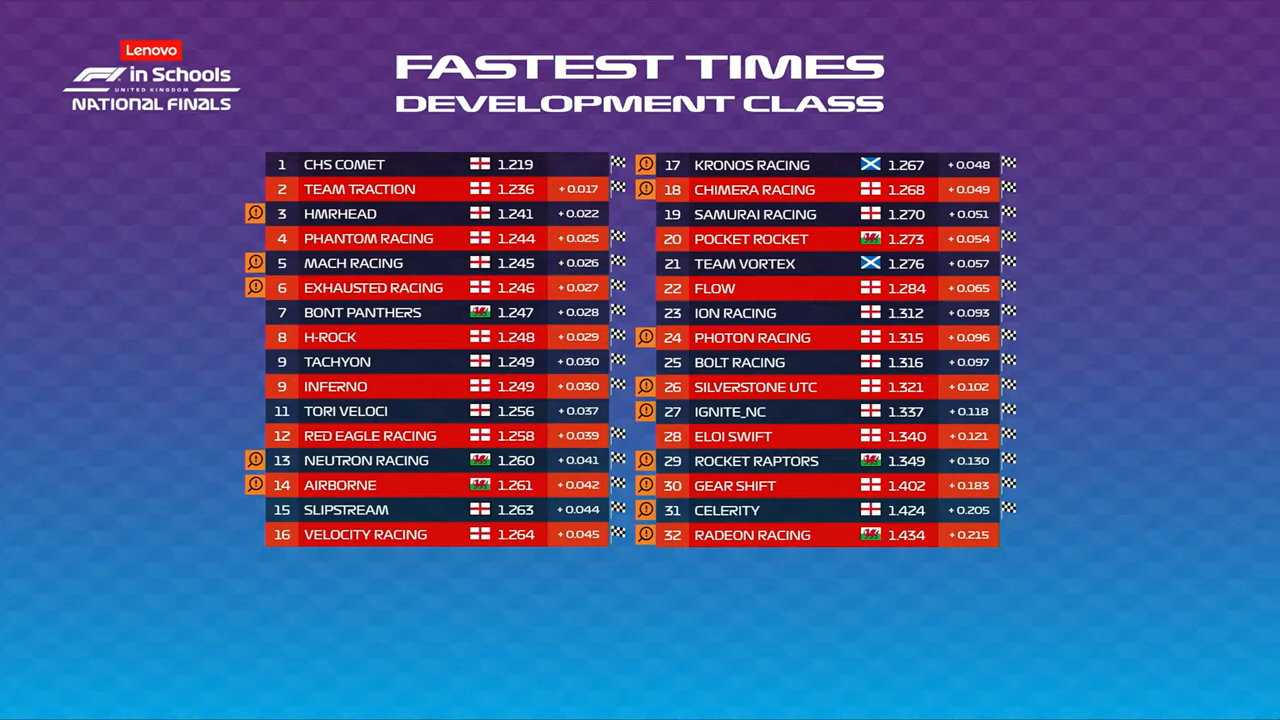 Lenovo
F1 in Schools
UNITED KINGDOM
NATIONAL FINALS
FASTEST TIMES
DEVELOPMENT CLASS
1 CHS COMET 1.219
2 TEAM TRACTION 1.236 +0.017
3 HMRHEAD 1.241 +0.022
4 PHANTOM RACING 1.244 +0.025
5 MACH RACING 1.245 +0.026
6 EXHAUSTED RACING 1.246 +0.027
7 BONT PANTHERS 1.247 +0.028
8 H-ROCK 1.248 +0.029
9 TACHYON 1.249 +0.030
9 INFERNO 1.249 +0.030
11 TORI VELOCI 1.256 +0.037
12 RED EAGLE RACING 1.258 +0.039
13 NEUTRON RACING 1.260 +0.041
14 AIRBORNE 1.261 +0.042
15 SLIPSTREAM 1.263 +0.044
16 VELOCITY RACING 1.264 +0.045
17 KRONOS RACING 1.267 +0.048
18 CHIMERA RACING 1.268 +0.049
19 SAMURAI RACING 1.270 +0.051
20 POCKET ROCKET 1.273 +0.054
21 TEAM VORTEX 1.276 +0.057
22 FLOW 1.284 +0.065
23 ION RACING 1.312 +0.093
24 PHOTON RACING 1.315 +0.096
25 BOLT RACING 1.316 +0.097
26 SILVERSTONE UTC 1.321 +0.102
27 IGNITE_NC 1.337 +0.118
28 ELOI SWIFT 1.340 +0.121
29 ROCKET RAPTORS 1.349 +0.130
30 GEAR SHIFT 1.402 +0.183
31 CELERITY 1.424 +0.205
32 RADEON RACING 1.434 +0.215